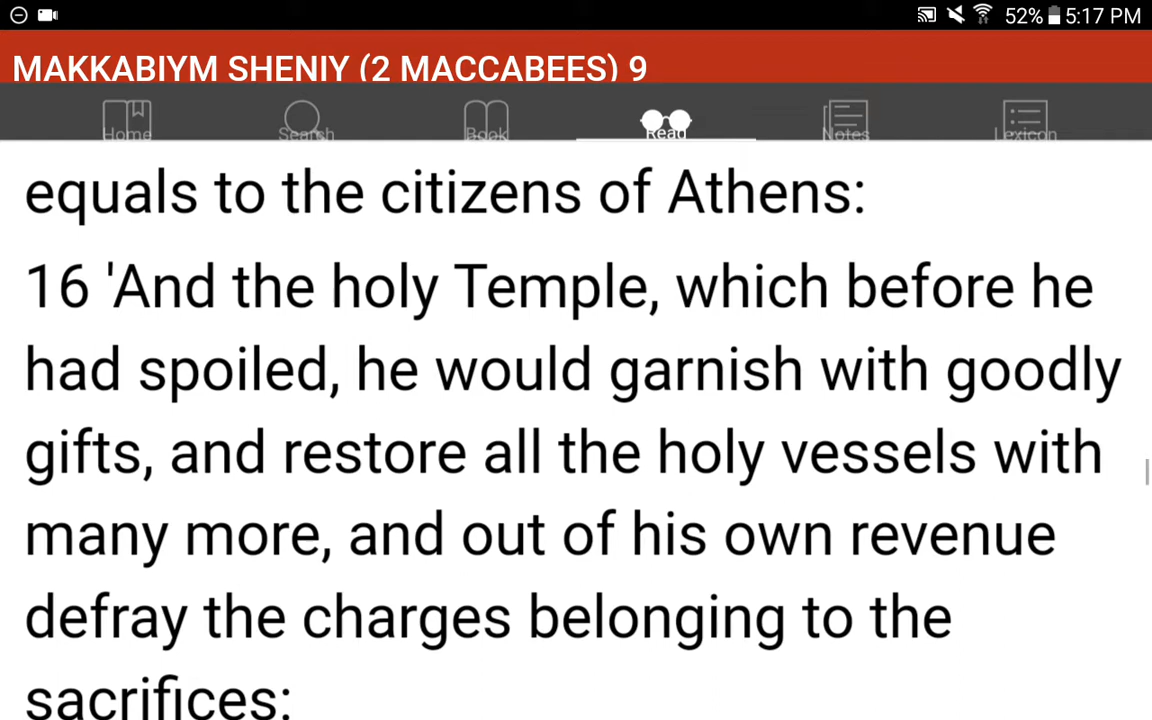 52% 5:17 PM
MAKKABIYM SHENIY (2 MACCABEES) 9
Home Search Book Read Notes Lexicon
equals to the citizens of Athens:
16 'And the holy Temple, which before he
had spoiled, he would garnish with goodly
gifts, and restore all the holy vessels with
many more, and out of his own revenue
defray the charges belonging to the
sacrifices: